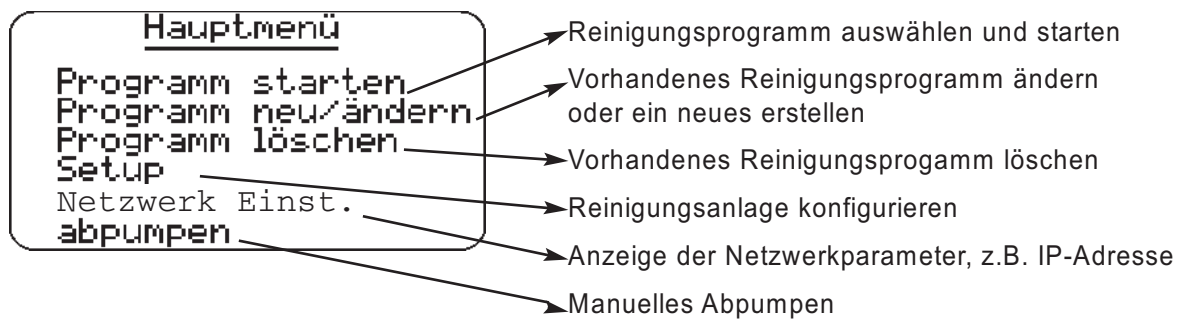 Hauptmenü
Programm starten
Programm neu/ändern
Programm löschen
Setup
Netzwerk Einst.
abpumpen
Reinigungsprogramm auswählen und starten
Vorhandenes Reinigungsprogramm ändern
oder ein neues erstellen
Vorhandenes Reinigungsprogamm löschen
Reinigungsanlage konfigurieren
Anzeige der Netzwerkparameter, z.B. IP-Adresse
Manuelles Abpumpen